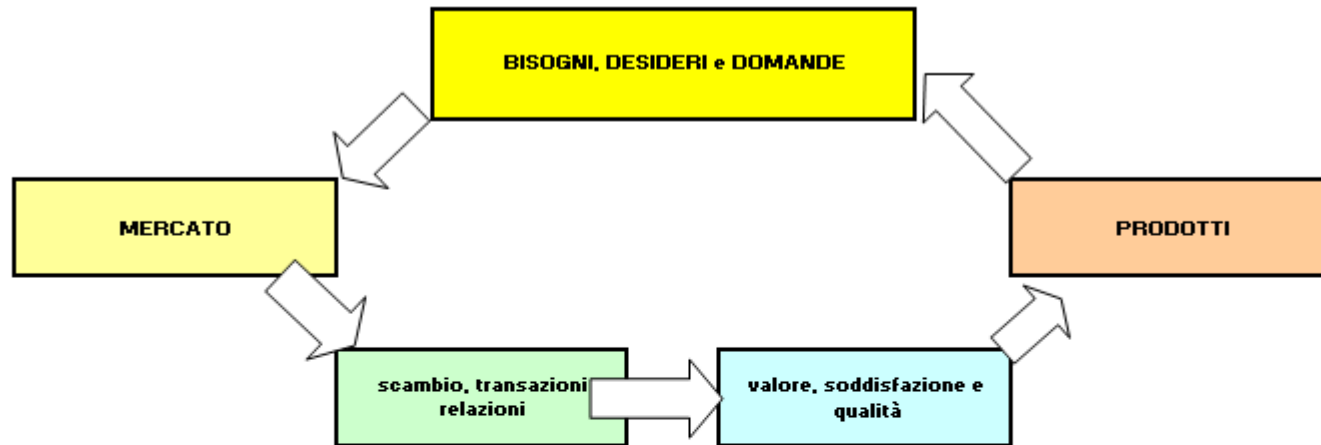 BISOGNI, DESIDERI e DOMANDE
MERCATO
PRODOTTI
scambio, transazioni
relazioni
valore, soddisfazione e
qualità